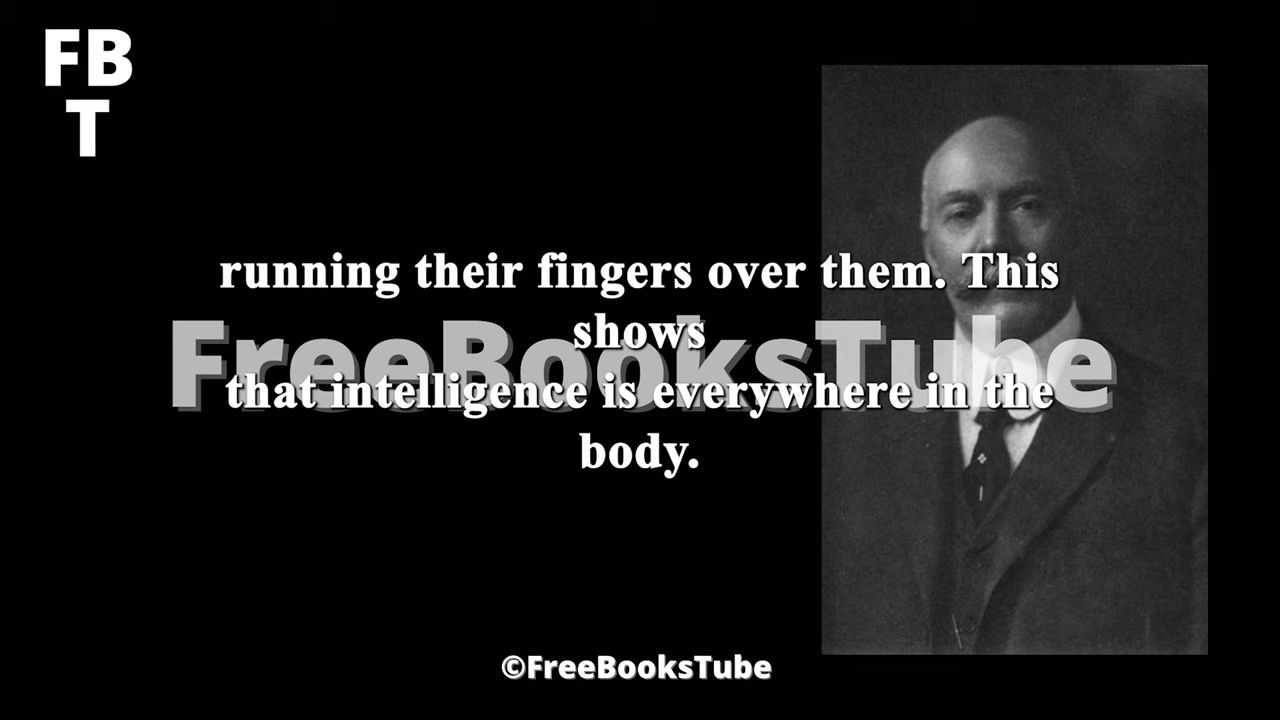 FB
T
running their fingers over them. This
shows
FreeBooksTube
that intelligence is everywhere in the
body.
©FreeBooksTube